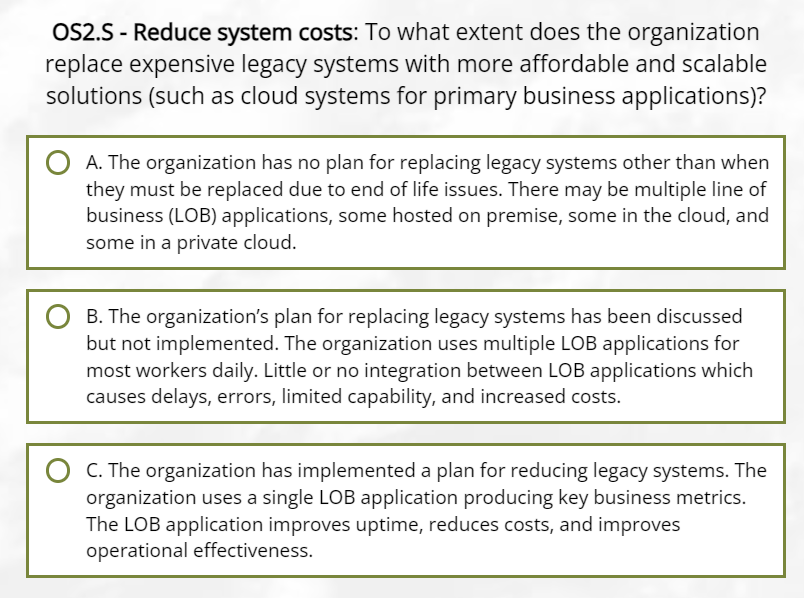 OS2.S - Reduce system costs: To what extent does the organization
replace expensive legacy systems with more affordable and scalable
solutions (such as cloud systems for primary business applications)?
A. The organization has no plan for replacing legacy systems other than when
they must be replaced due to end of life issues. There may be multiple line of
business (LOB) applications, some hosted on premise, some in the cloud, and
some in a private cloud.
B. The organization’s plan for replacing legacy systems has been discussed
but not implemented. The organization uses multiple LOB applications for
most workers daily. Little or no integration between LOB applications which
causes delays, errors, limited capability, and increased costs.
C. The organization has implemented a plan for reducing legacy systems. The
organization uses a single LOB application producing key business metrics.
The LOB application improves uptime, reduces costs, and improves
operational effectiveness.